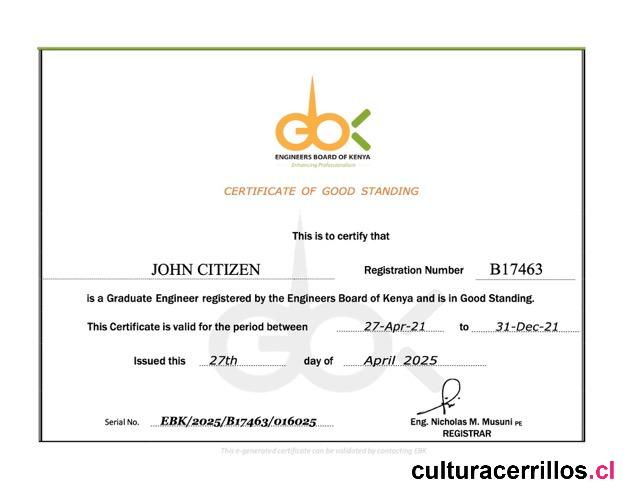 ebk
ENGINEERS BOARD OF KENYA
Enhancing Professionalism
CERTIFICATE OF GOOD STANDING
This is to certify that
JOHN CITIZEN Registration Number B17463
is a Graduate Engineer registered by the Engineers Board of Kenya and is in Good Standing.
This Certificate is valid for the period between 27-Apr-21 to 31-Dec-21
Issued this 27th day of April 2025
Serial No. EBK/2025/B17463/016025
Eng. Nicholas M. Musuni PE
REGISTRAR
This e-generated certificate can be validated by contacting EBK
culturacerrillos.cl